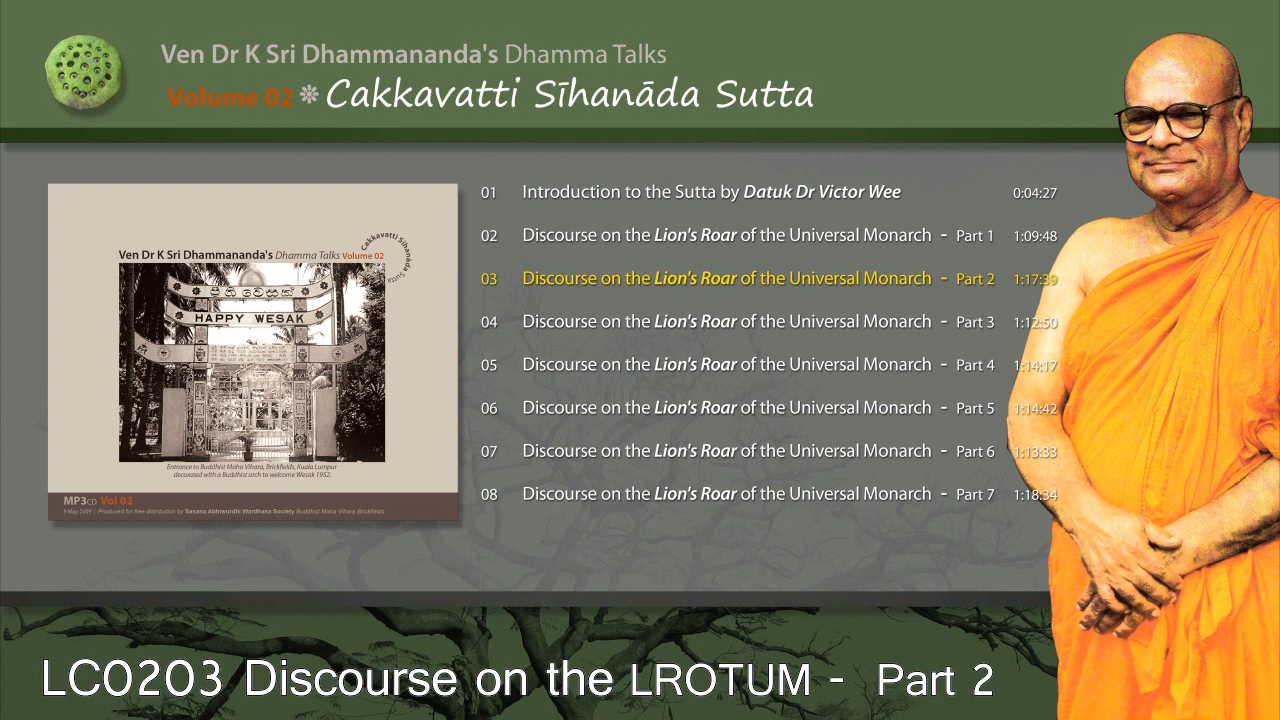 Ven Dr K Sri Dhammananda's Dhamma Talks
Volume 02 ❋ Cakkavatti Sīhanāda Sutta
Cakkavatti Sīhanāda Sutta
Ven Dr K Sri Dhammananda's Dhamma Talks Volume 02
HAPPY WESAK
Entrance to Buddhist Maha Vihara, Brickfields, Kuala Lumpur
decorated with a Buddhist arch to welcome Wesak 1952.
MP3CD Vol 02
9 May 2009 | Produced for free distribution by Sasana Abhiwurdhi Wardhana Society Buddhist Maha Vihara Brickfields
01 Introduction to the Sutta by Datuk Dr Victor Wee 0:04:27
02 Discourse on the Lion's Roar of the Universal Monarch - Part 1 1:09:48
03 Discourse on the Lion's Roar of the Universal Monarch - Part 2 1:17:39
04 Discourse on the Lion's Roar of the Universal Monarch - Part 3 1:12:50
05 Discourse on the Lion's Roar of the Universal Monarch - Part 4 1:14:17
06 Discourse on the Lion's Roar of the Universal Monarch - Part 5 1:14:42
07 Discourse on the Lion's Roar of the Universal Monarch - Part 6 1:13:33
08 Discourse on the Lion's Roar of the Universal Monarch - Part 7 1:18:34
LC0203 Discourse on the LROTUM - Part 2